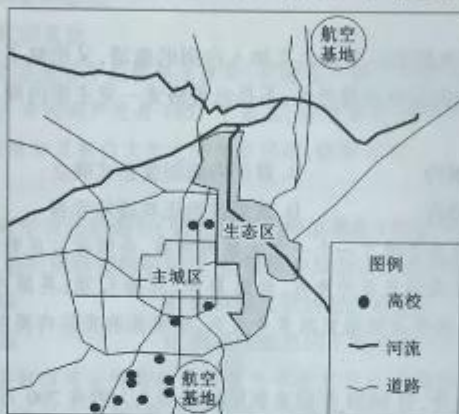 航空
基地
生态区
主城区
图例
高校
河流
道路
航空
基地